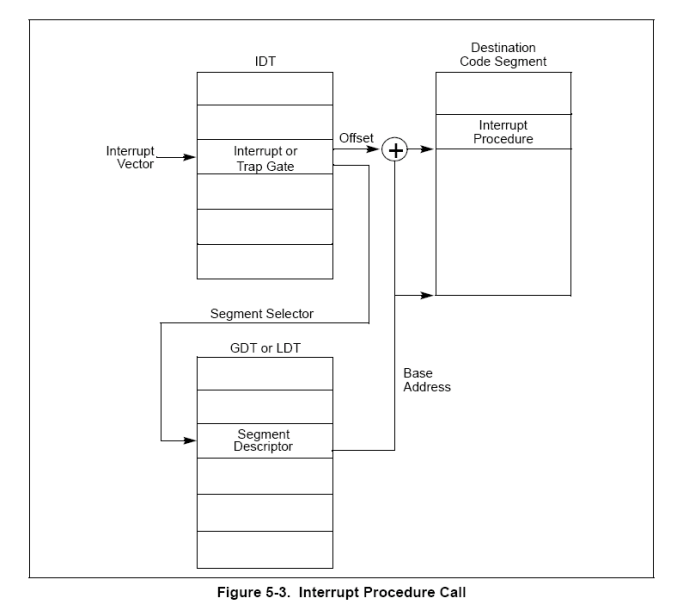 IDT
Destination
Code Segment
Interrupt
Vector
Interrupt or
Trap Gate
Offset
+
Interrupt
Procedure
Segment Selector
GDT or LDT
Base
Address
Segment
Descriptor
Figure 5-3. Interrupt Procedure Call